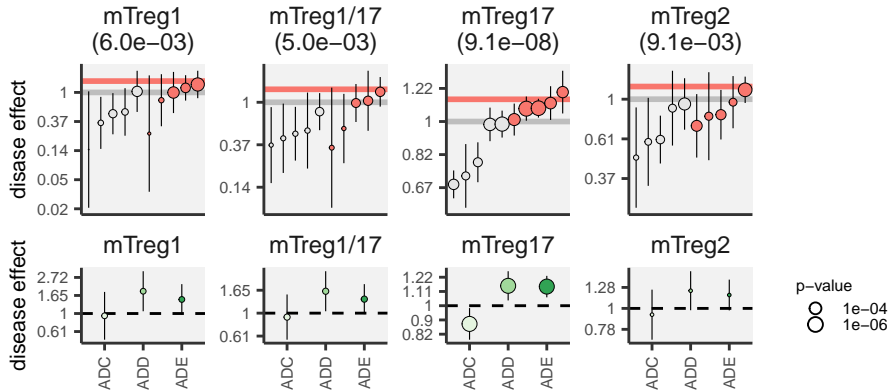 mTreg1
(6.0e−03)
mTreg1/17
(5.0e−03)
mTreg17
(9.1e−08)
mTreg2
(9.1e−03)
disase effect
1
0.37
0.14
0.05
0.02
1
0.37
0.14
1.22
1
0.82
0.67
1
0.61
0.37
mTreg1
mTreg1/17
mTreg17
mTreg2
disease effect
2.72
1.65
1
0.61
1.65
1
0.61
1.22
1.11
1
0.9
0.82
1.28
1
0.78
ADC
ADD
ADE
ADC
ADD
ADE
ADC
ADD
ADE
ADC
ADD
ADE
p−value
1e−04
1e−06